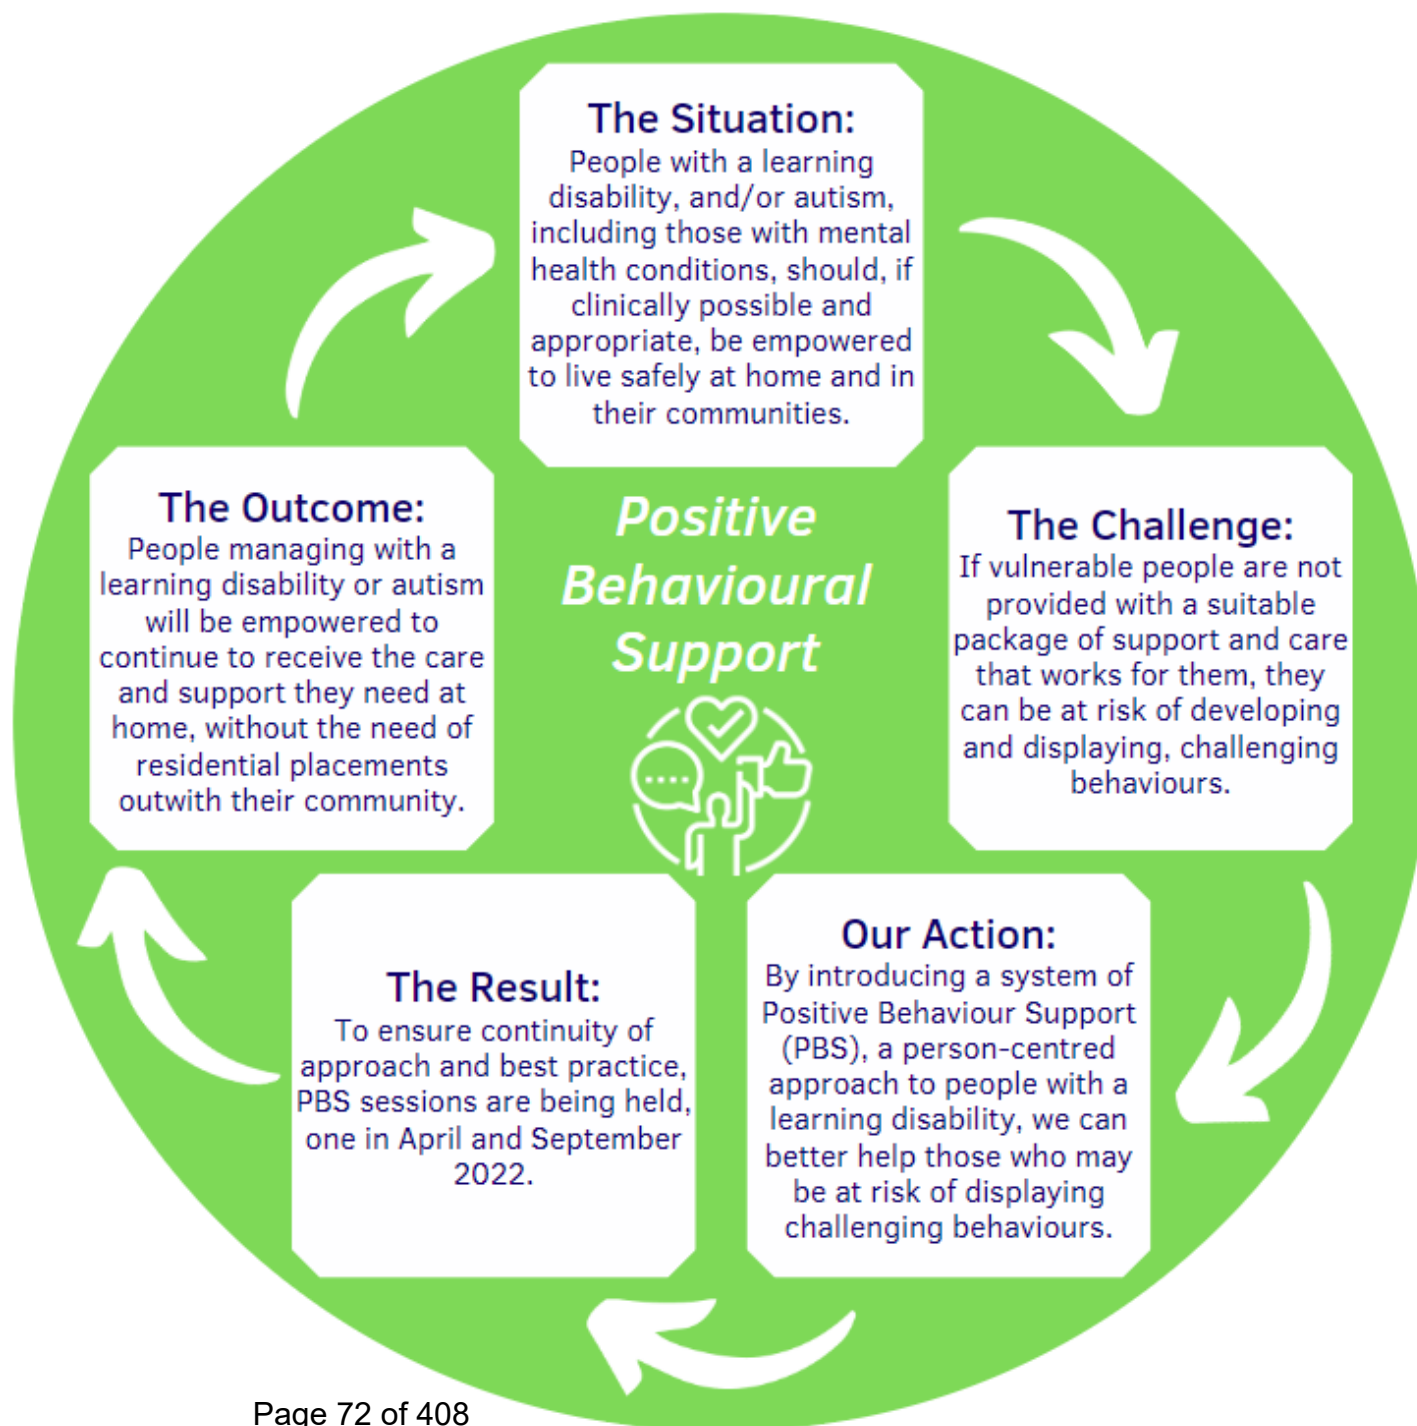 The Situation:
People with a learning
disability, and/or autism,
including those with mental
health conditions, should, if
clinically possible and
appropriate, be empowered
to live safely at home and in
their communities.
Positive
Behavioural
Support
The Challenge:
If vulnerable people are not
provided with a suitable
package of support and care
that works for them, they
can be at risk of developing
and displaying, challenging
behaviours.
Our Action:
By introducing a system of
Positive Behaviour Support
(PBS), a person-centred
approach to people with a
learning disability, we can
better help those who may
be at risk of displaying
challenging behaviours.
The Result:
To ensure continuity of
approach and best practice,
PBS sessions are being held,
one in April and September
2022.
The Outcome:
People managing with a
learning disability or autism
will be empowered to
continue to receive the care
and support they need at
home, without the need of
residential placements
outwith their community.
Page 72 of 408